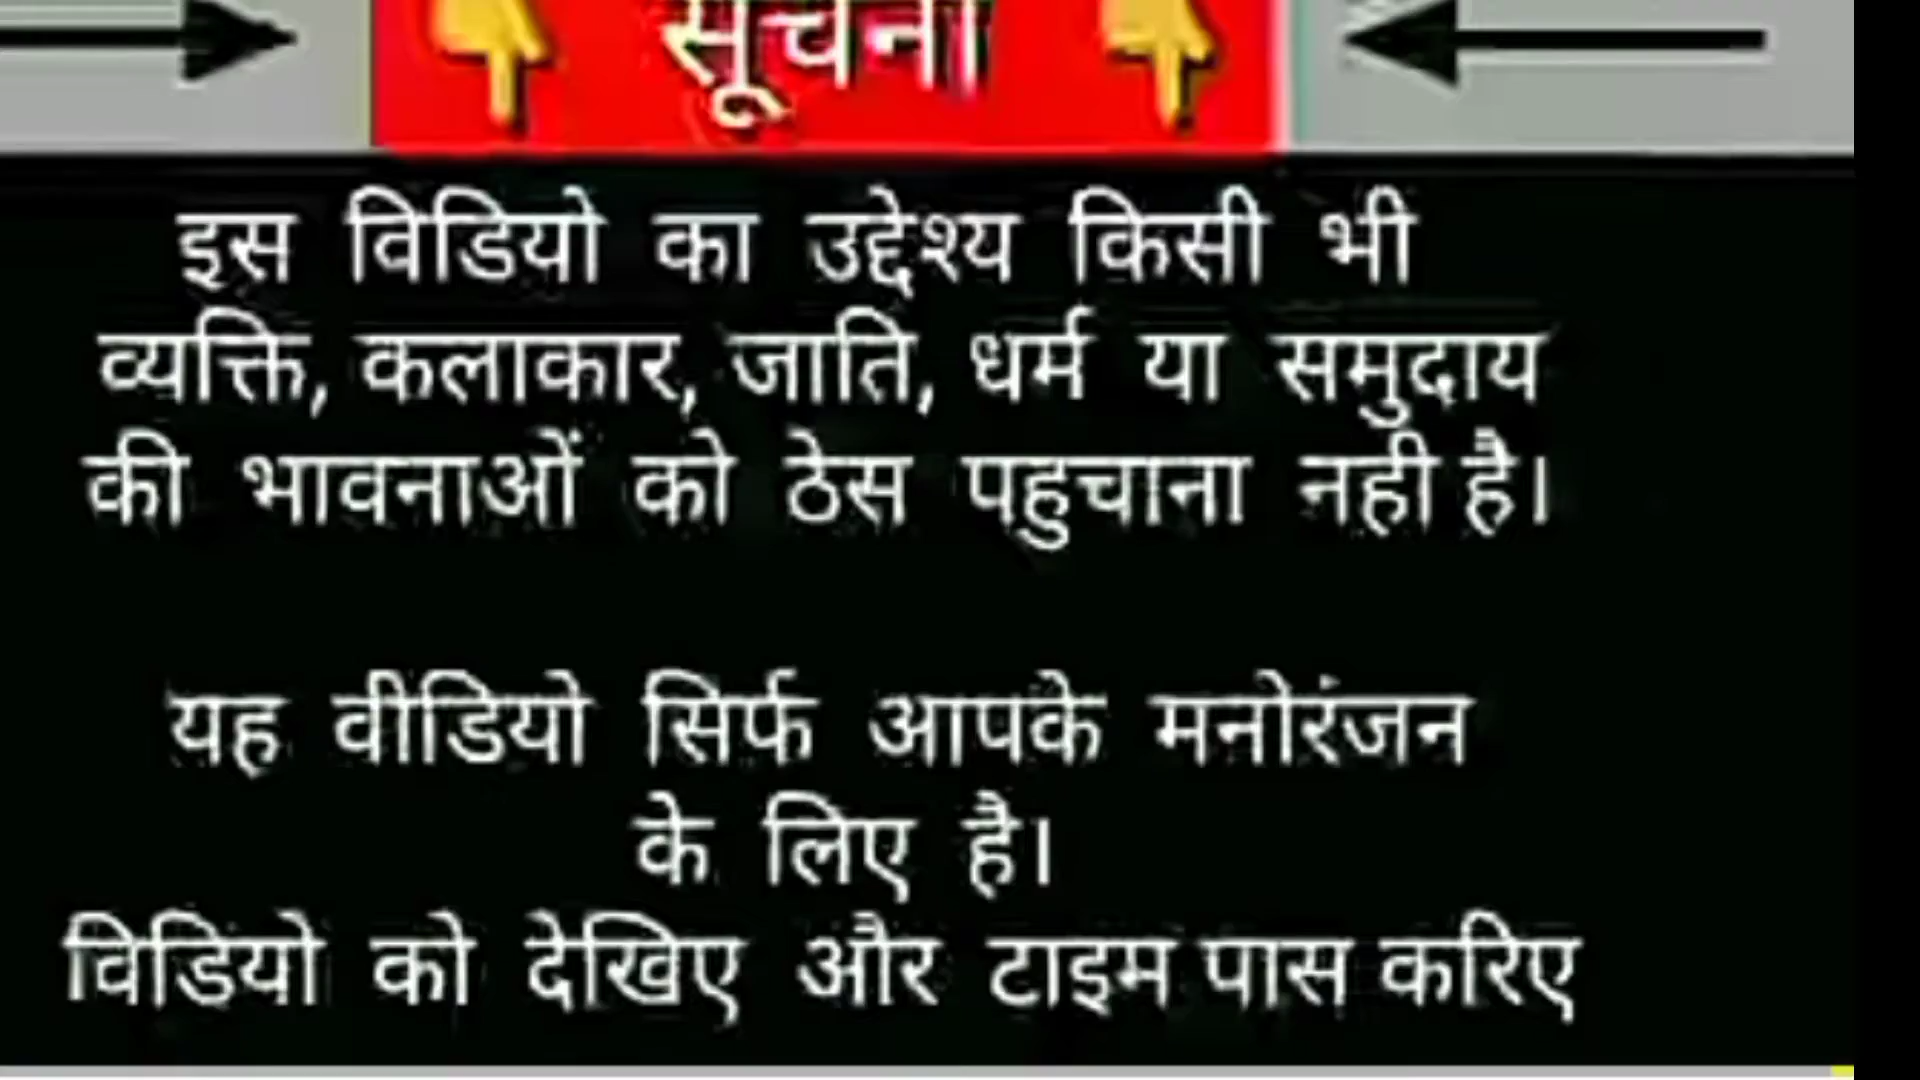 👇 सूचना 👇
इस विडियो का उद्देश्य किसी भी
व्यक्ति, कलाकार, जाति, धर्म या समुदाय
की भावनाओं को ठेस पहुचाना नही है।
यह वीडियो सिर्फ आपके मनोरंजन
के लिए है।
विडियो को देखिए और टाइम पास करिए